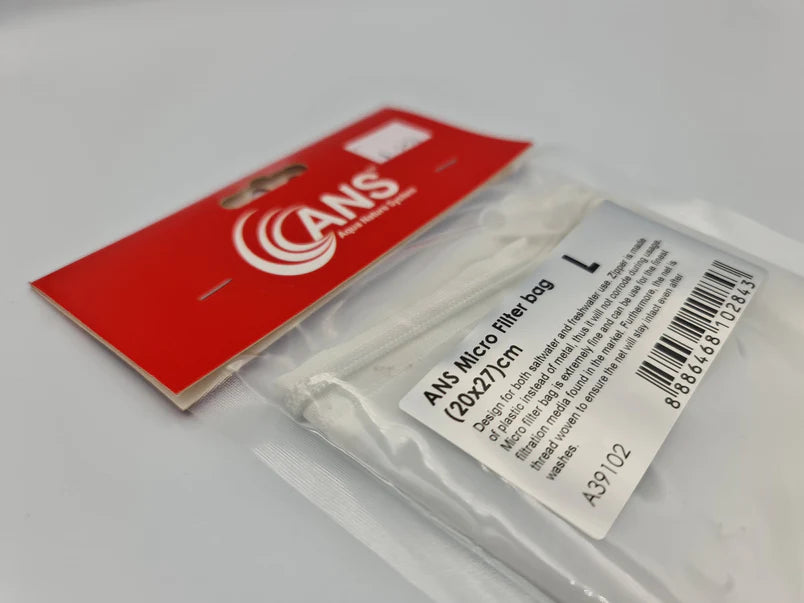 ANS
Aqua Nature System
ANS Micro Filter bag
(20x27)cm
L
Design for both saltwater and freshwater use. Zipper is made
of plastic instead of metal, thus it will not corrode during usage.
Micro filter bag is extremely fine and can be use for the finest
filtration media found in the market. Furthermore, the net is
thread woven to ensure the net will stay intact even after
washes.
A39102
8 886468 102843